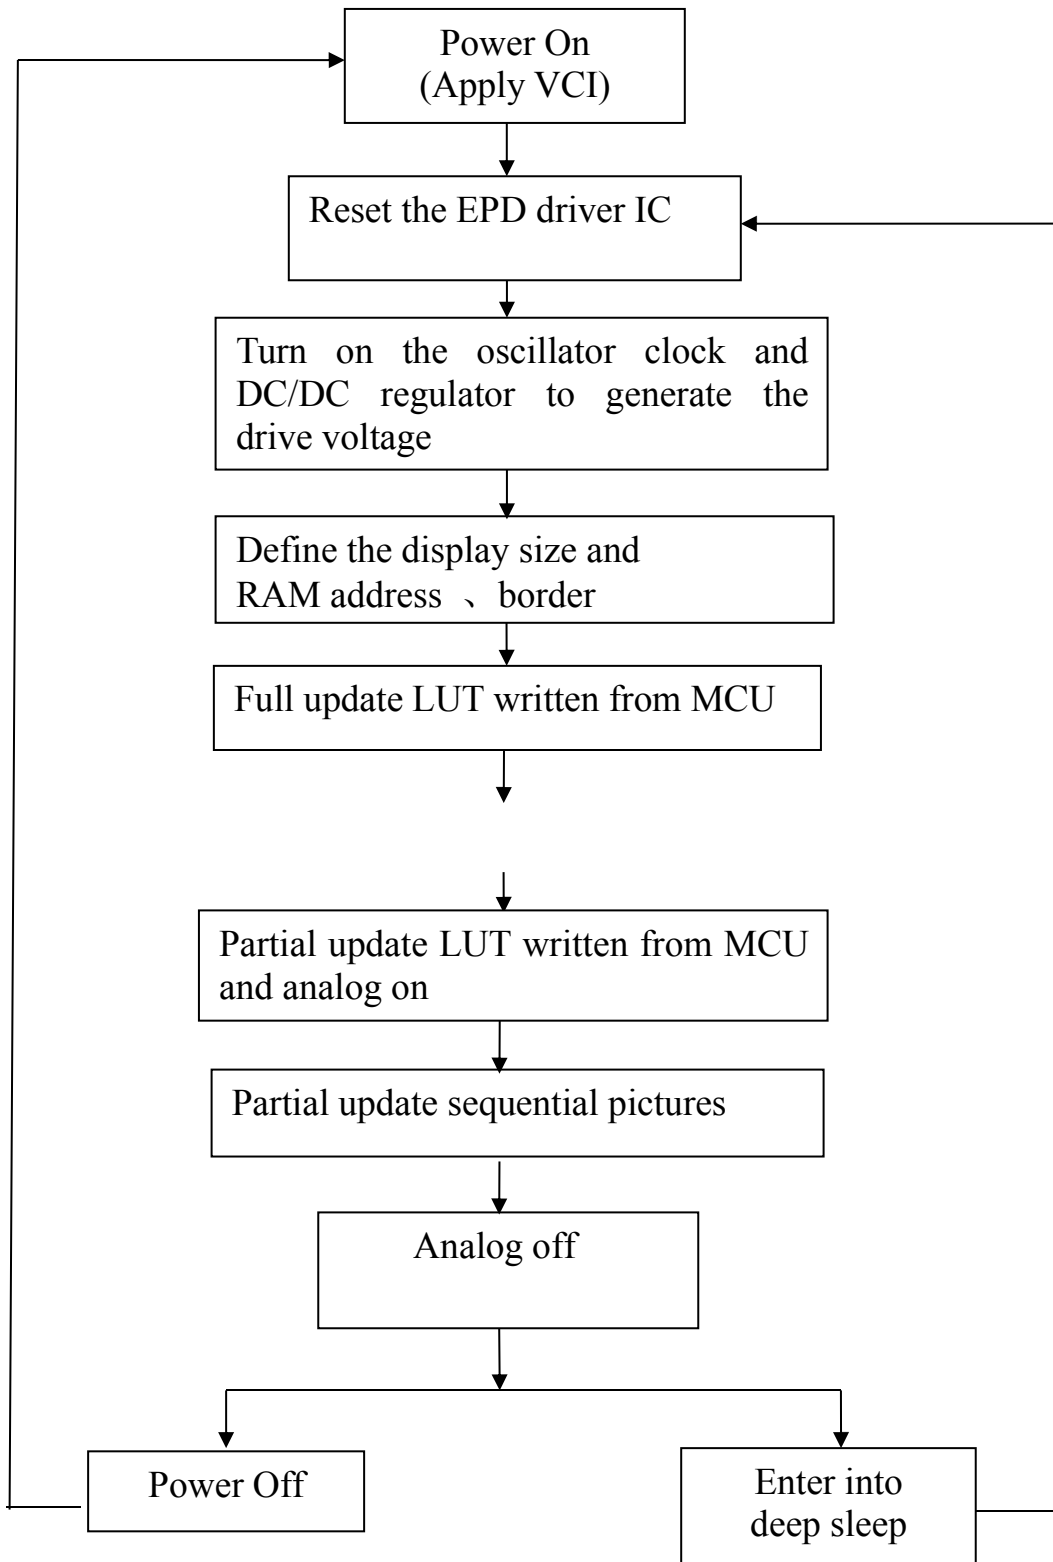 Power On
(Apply VCI)
Reset the EPD driver IC
Turn on the oscillator clock and
DC/DC regulator to generate the
drive voltage
Define the display size and
RAM address 、border
Full update LUT written from MCU
Partial update LUT written from MCU
and analog on
Partial update sequential pictures
Analog off
Power Off
Enter into
deep sleep